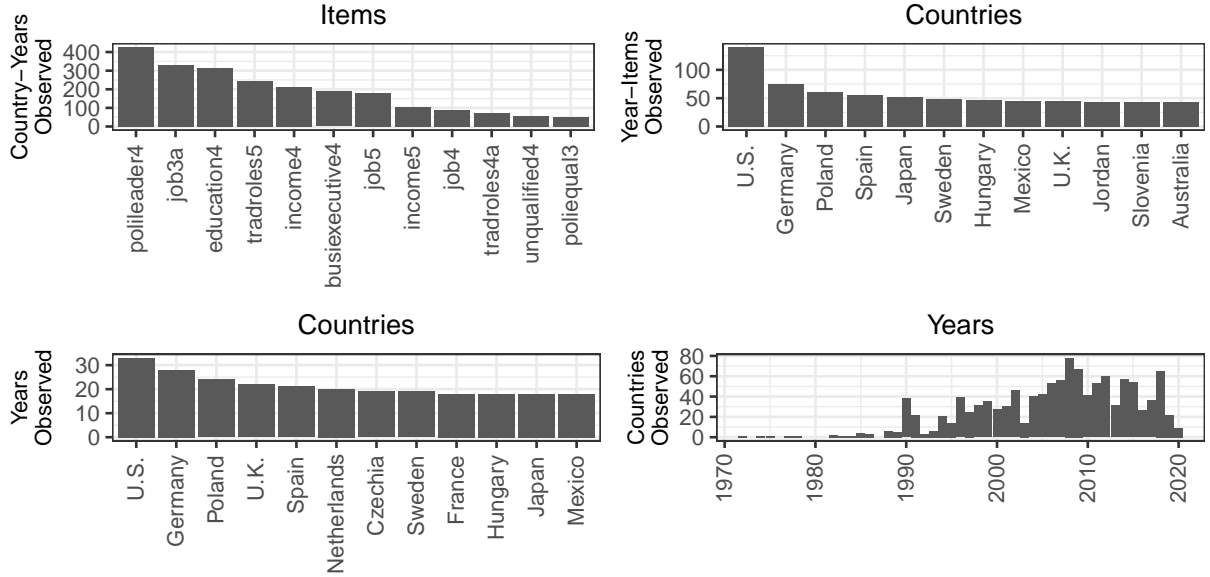 Items
Country−Years
Observed
400
300
200
100
0
polileader4
job3a
education4
tradroles5
income4
busiexecutive4
job5
income5
job4
tradroles4a
unqualified4
poliequal3
Countries
Year−Items
Observed
100
50
0
U.S.
Germany
Poland
Spain
Japan
Sweden
Hungary
Mexico
U.K.
Jordan
Slovenia
Australia
Countries
Years
Observed
30
20
10
0
U.S.
Germany
Poland
U.K.
Spain
Netherlands
Czechia
Sweden
France
Hungary
Japan
Mexico
Years
Countries
Observed
80
60
40
20
0
1970
1980
1990
2000
2010
2020